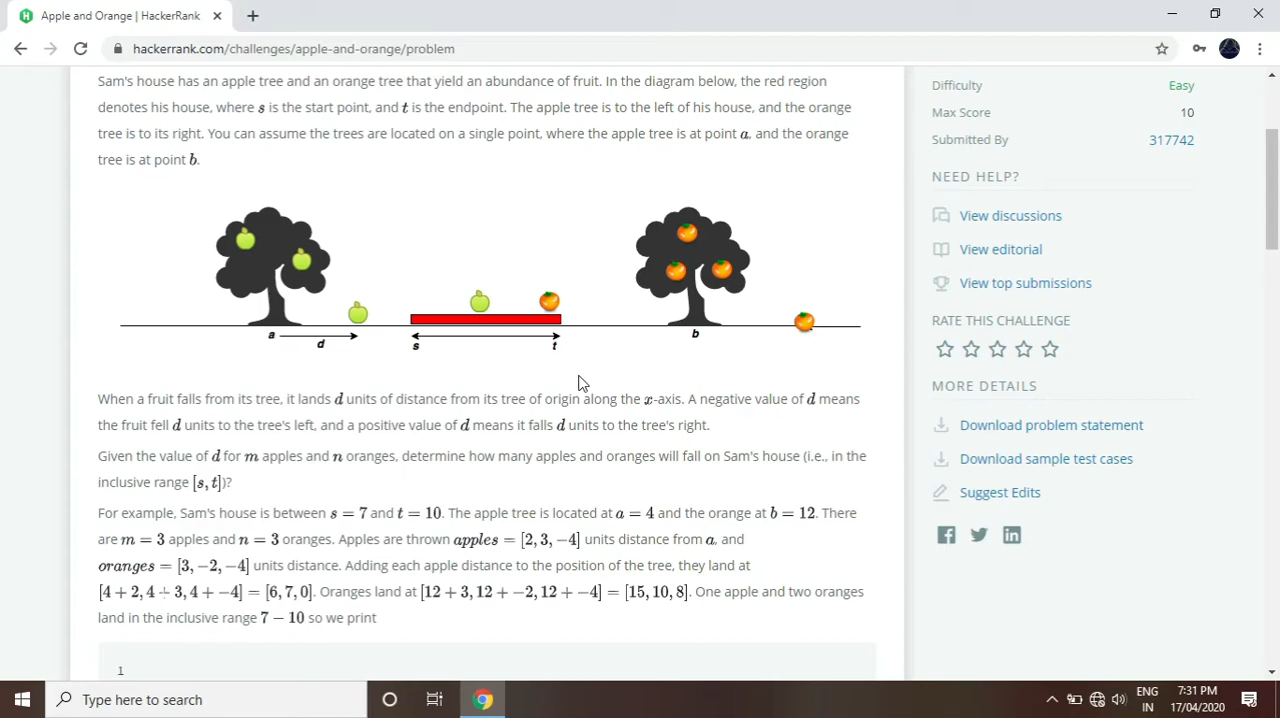 Apple and Orange | HackerRank
hackerrank.com/challenges/apple-and-orange/problem
Sam's house has an apple tree and an orange tree that yield an abundance of fruit. In the diagram below, the red region
denotes his house, where s is the start point, and t is the endpoint. The apple tree is to the left of his house, and the orange
tree is to its right. You can assume the trees are located on a single point, where the apple tree is at point a, and the orange
tree is at point b.
a
d
s
t
b
When a fruit falls from its tree, it lands d units of distance from its tree of origin along the x-axis. A negative value of d means
the fruit fell d units to the tree's left, and a positive value of d means it falls d units to the tree's right.
Given the value of d for m apples and n oranges, determine how many apples and oranges will fall on Sam's house (i.e., in the
inclusive range [s, t])?
For example, Sam's house is between s = 7 and t = 10. The apple tree is located at a = 4 and the orange at b = 12. There
are m = 3 apples and n = 3 oranges. Apples are thrown apples = [2, 3, −4] units distance from a, and
oranges = [3, −2, −4] units distance. Adding each apple distance to the position of the tree, they land at
[4 + 2, 4 + 3, 4 + −4] = [6, 7, 0]. Oranges land at [12 + 3, 12 + −2, 12 + −4] = [15, 10, 8]. One apple and two oranges
land in the inclusive range 7 − 10 so we print
1
Difficulty Easy
Max Score 10
Submitted By 317742
NEED HELP?
View discussions
View editorial
View top submissions
RATE THIS CHALLENGE
MORE DETAILS
Download problem statement
Download sample test cases
Suggest Edits
Type here to search
ENG
IN
7:31 PM
17/04/2020